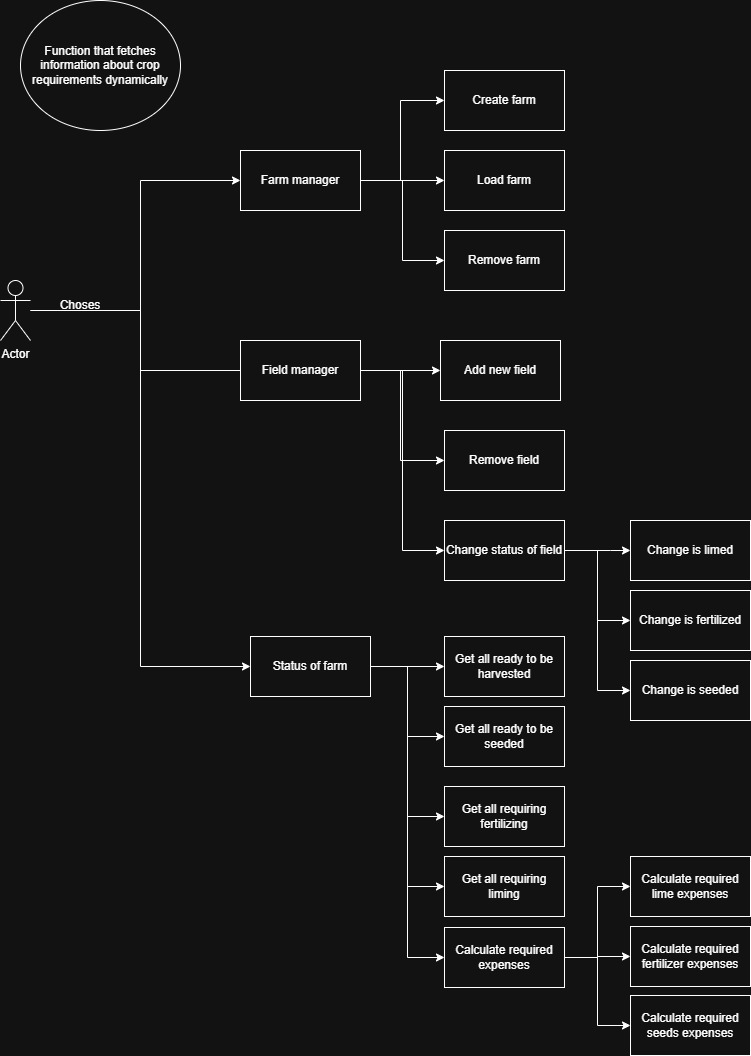 Function that fetches
information about crop
requirements dynamically
Create farm
Farm manager
Load farm
Remove farm
Choses
Actor
Field manager
Add new field
Remove field
Change status of field
Change is limed
Change is fertilized
Change is seeded
Status of farm
Get all ready to be
harvested
Get all ready to be
seeded
Get all requiring
fertilizing
Get all requiring
liming
Calculate required
expenses
Calculate required
lime expenses
Calculate required
fertilizer expenses
Calculate required
seeds expenses